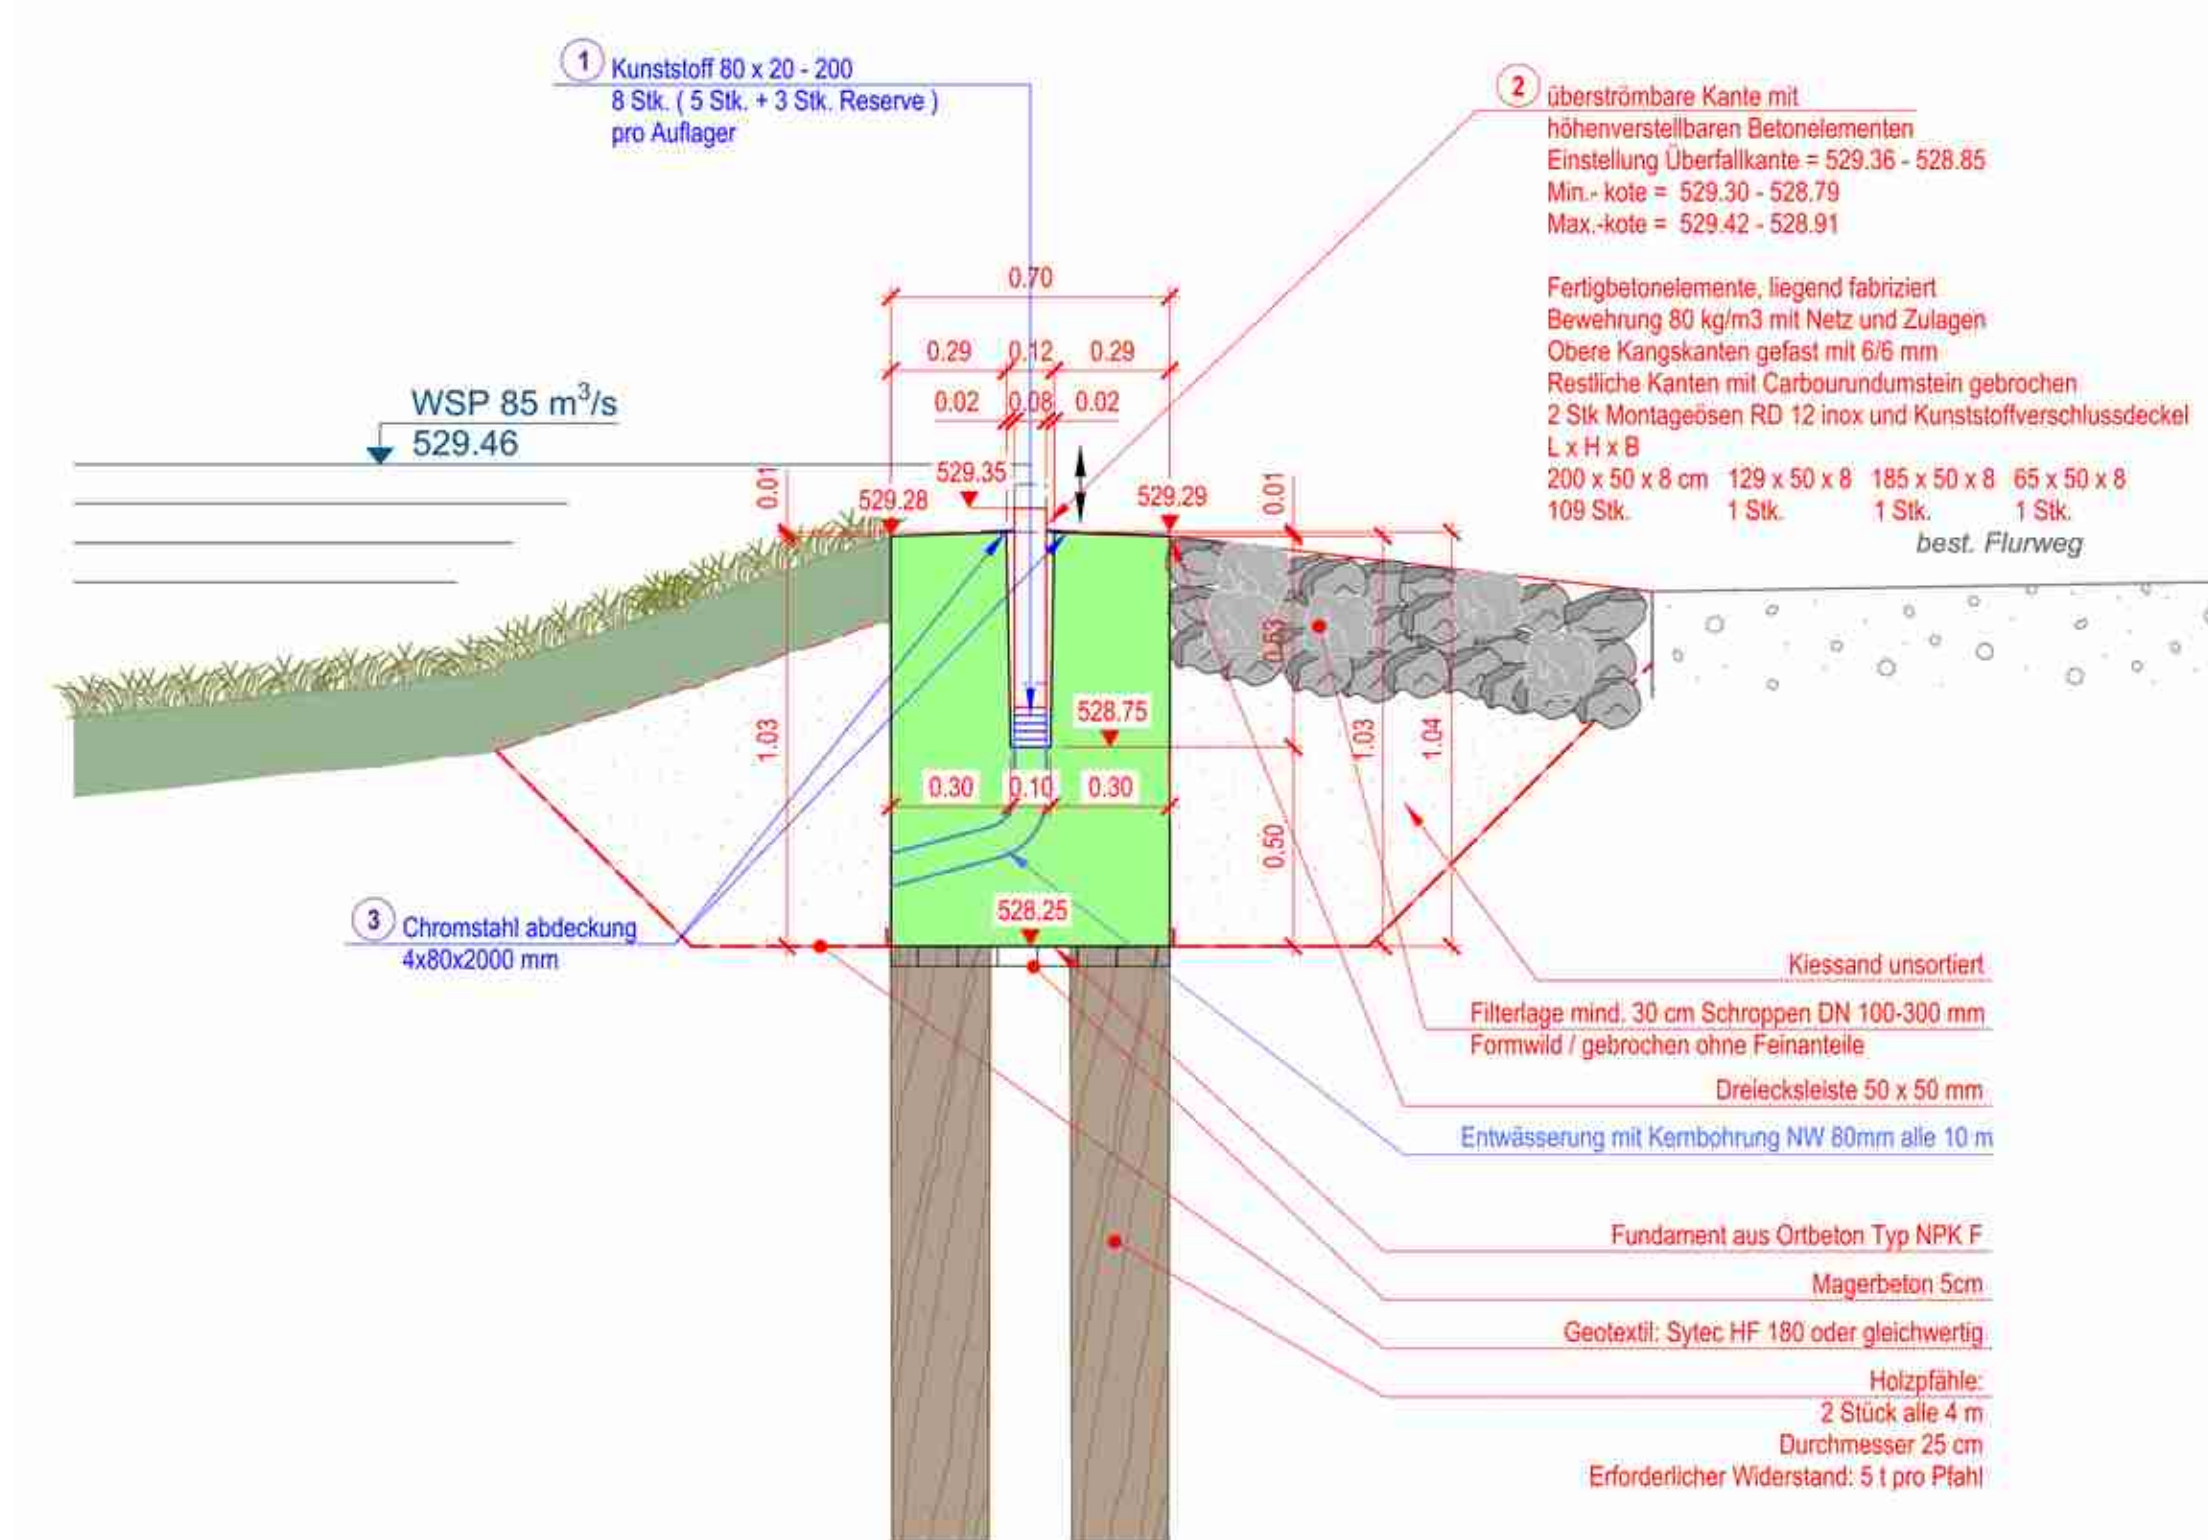 1
Kunststoff 80 x 20 - 200
8 Stk. ( 5 Stk. + 3 Stk. Reserve )
pro Auflager
2
überströmbare Kante mit
höhenverstellbaren Betonelementen
Einstellung Überfallkante = 529.36 - 528.85
Min.- kote = 529.30 - 528.79
Max.-kote = 529.42 - 528.91
Fertigbetonelemente, liegend fabriziert
Bewehrung 80 kg/m3 mit Netz und Zulagen
Obere Kangskanten gefast mit 6/6 mm
Restliche Kanten mit Carbourundumstein gebrochen
2 Stk Montageösen RD 12 inox und Kunststoffverschlussdeckel
L x H x B
200 x 50 x 8 cm 129 x 50 x 8 185 x 50 x 8 65 x 50 x 8
109 Stk. 1 Stk. 1 Stk. 1 Stk.
best. Flurweg
0.70
0.29 0.12 0.29
0.02 0.08 0.02
WSP 85 m³/s
529.46
529.35
0.01
529.28
529.29
0.01
0.53
528.75
1.03
1.03
1.04
0.30 0.10 0.30
0.50
528.25
3
Chromstahl abdeckung
4x80x2000 mm
Kiessand unsortiert
Filterlage mind. 30 cm Schroppen DN 100-300 mm
Formwild / gebrochen ohne Feinanteile
Dreiecksleiste 50 x 50 mm
Entwässerung mit Kernbohrung NW 80mm alle 10 m
Fundament aus Ortbeton Typ NPK F
Magerbeton 5cm
Geotextil: Sytec HF 180 oder gleichwertig
Holzpfähle:
2 Stück alle 4 m
Durchmesser 25 cm
Erforderlicher Widerstand: 5 t pro Pfahl